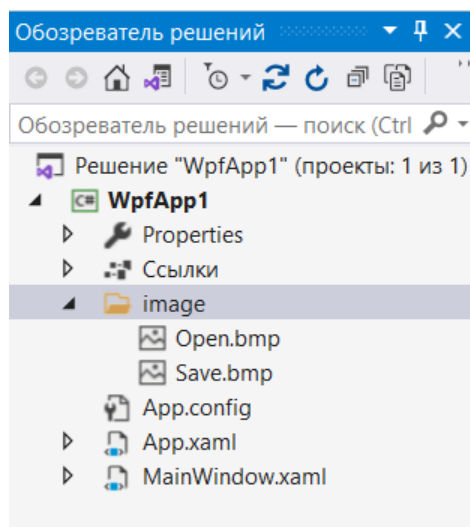 Обозреватель решений
Обозреватель решений — поиск (Ctrl
Решение "WpfApp1" (проекты: 1 из 1)
C# WpfApp1
Properties
Ссылки
image
Open.bmp
Save.bmp
App.config
App.xaml
MainWindow.xaml